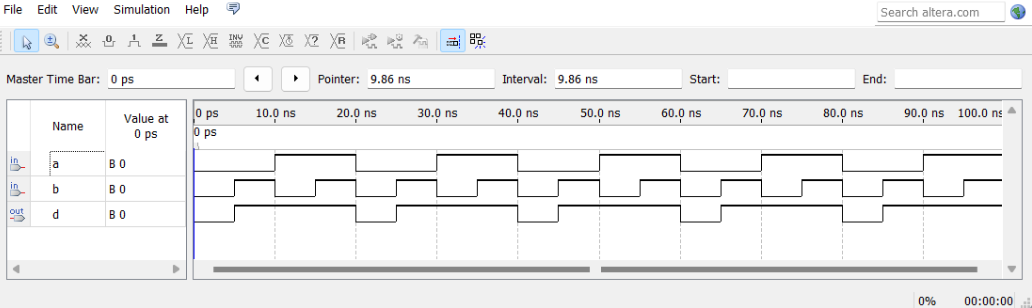 File Edit View Simulation Help
Search altera.com
Master Time Bar: 0 ps Pointer: 9.86 ns Interval: 9.86 ns Start: End:
Name Value at 0 ps
0 ps 10.0 ns 20.0 ns 30.0 ns 40.0 ns 50.0 ns 60.0 ns 70.0 ns 80.0 ns 90.0 ns 100.0 ns
0 ps
in a B 0
in b B 0
out d B 0
0% 00:00:00